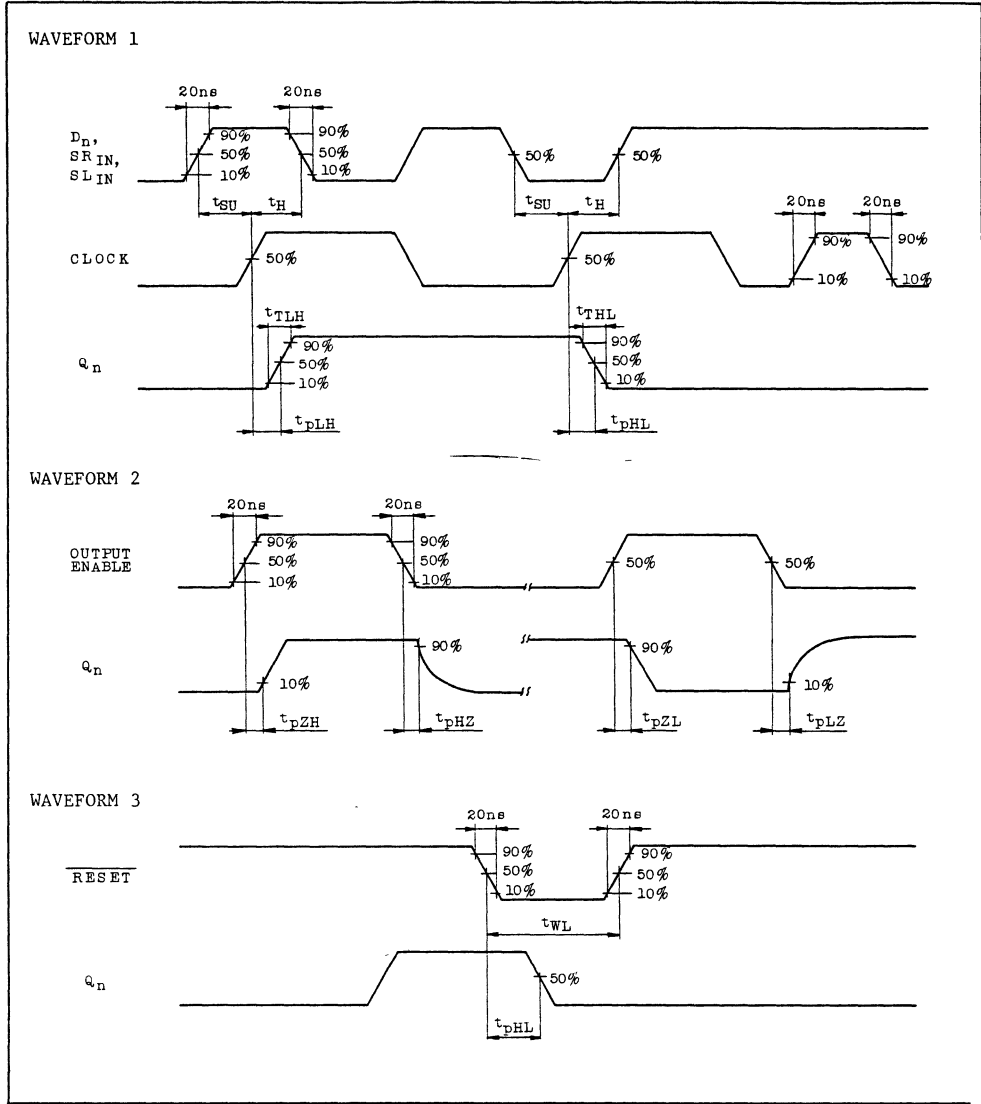 WAVEFORM 1
20ns 20ns
Dn, SRIN, SLIN
90% 90%
50% 50% 50% 50%
10% 10%
tSU tH tSU tH
20ns 20ns
CLOCK
50% 50%
90% 90%
10% 10%
tTLH tTHL
Qn
90% 90%
50% 50%
10% 10%
tpLH tpHL
WAVEFORM 2
20ns 20ns
OUTPUT ENABLE
90% 90%
50% 50% 50% 50%
10% 10%
Qn
90% 90%
10% 10%
tpZH tpHZ tpZL tpLZ
WAVEFORM 3
20ns 20ns
RESET
90% 90%
50% 50%
10% 10%
tWL
Qn
50%
tpHL